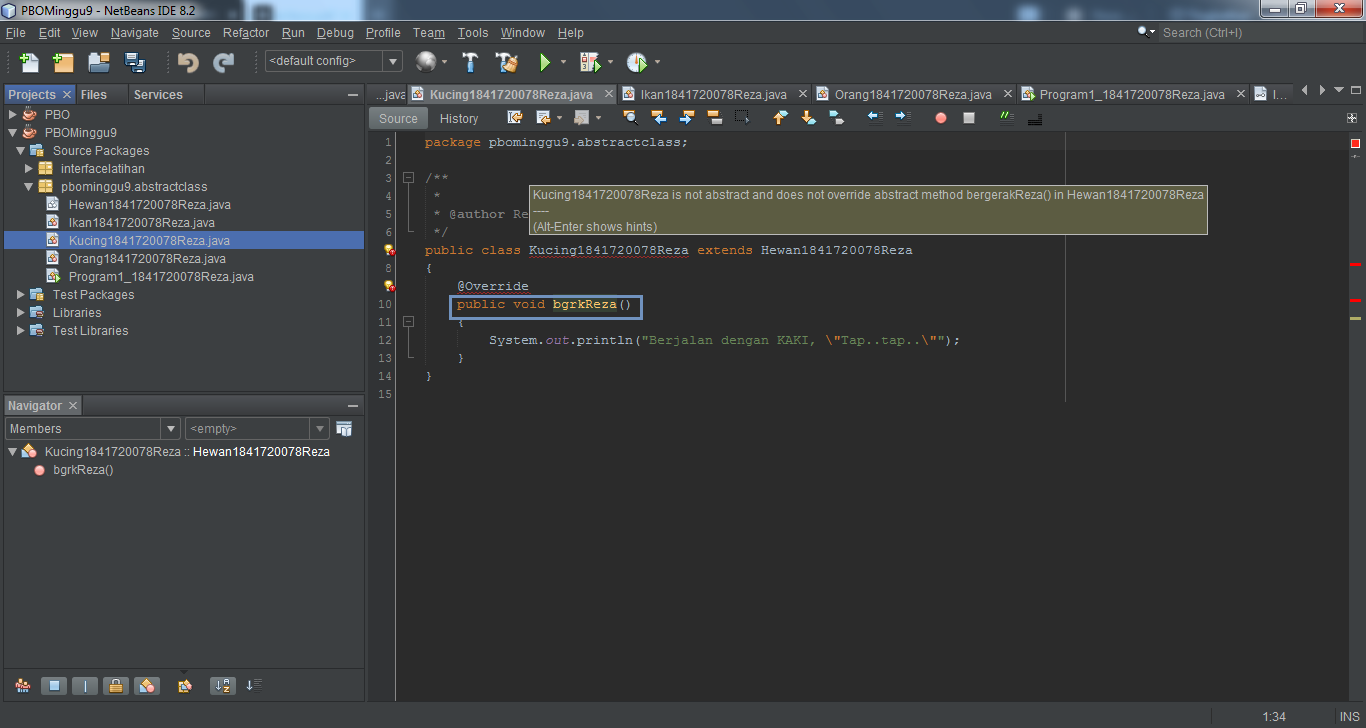 PBOMinggu9 - NetBeans IDE 8.2
File Edit View Navigate Source Refactor Run Debug Profile Team Tools Window Help
Search (Ctrl+I)
<default config>
Projects Files Services
PBO
PBOMinggu9
Source Packages
interfacelatihan
pbominggu9.abstractclass
Hewan1841720078Reza.java
Ikan1841720078Reza.java
Kucing1841720078Reza.java
Orang1841720078Reza.java
Program1_1841720078Reza.java
Test Packages
Libraries
Test Libraries
Navigator
Members <empty>
Kucing1841720078Reza :: Hewan1841720078Reza
bgrkReza()
...java Kucing1841720078Reza.java Ikan1841720078Reza.java Orang1841720078Reza.java Program1_1841720078Reza.java I...
Source History
1 package pbominggu9.abstractclass;
2
3 /**
4 *
5 * @author Re
6 */
Kucing1841720078Reza is not abstract and does not override abstract method bergerakReza() in Hewan1841720078Reza
----
(Alt-Enter shows hints)
public class Kucing1841720078Reza extends Hewan1841720078Reza
8 {
@Override
10 public void bgrkReza()
11 {
12 System.out.println("Berjalan dengan KAKI, \"Tap..tap..\"");
13 }
14 }
15
1:34 INS